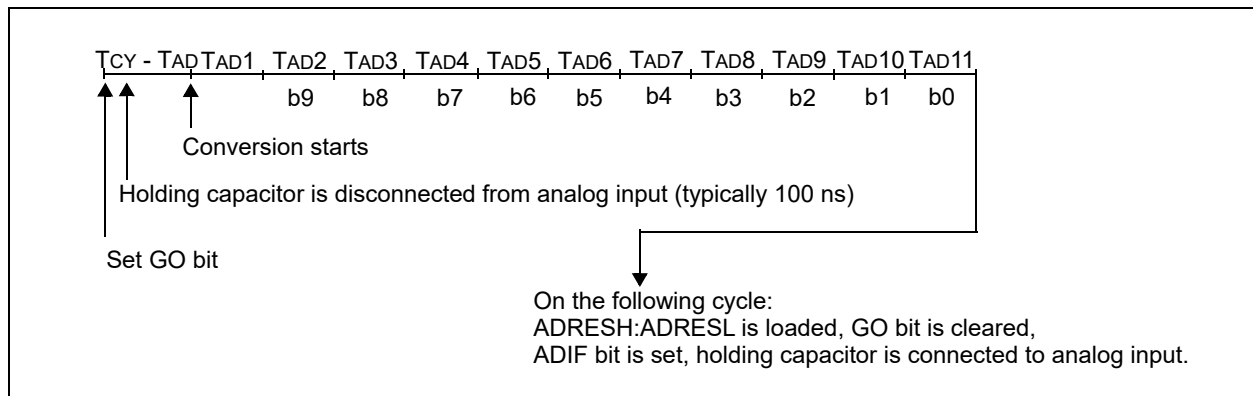 TCY - TAD TAD1 TAD2 TAD3 TAD4 TAD5 TAD6 TAD7 TAD8 TAD9 TAD10 TAD11
b9 b8 b7 b6 b5 b4 b3 b2 b1 b0
Conversion starts
Holding capacitor is disconnected from analog input (typically 100 ns)
Set GO bit
On the following cycle:
ADRESH:ADRESL is loaded, GO bit is cleared,
ADIF bit is set, holding capacitor is connected to analog input.